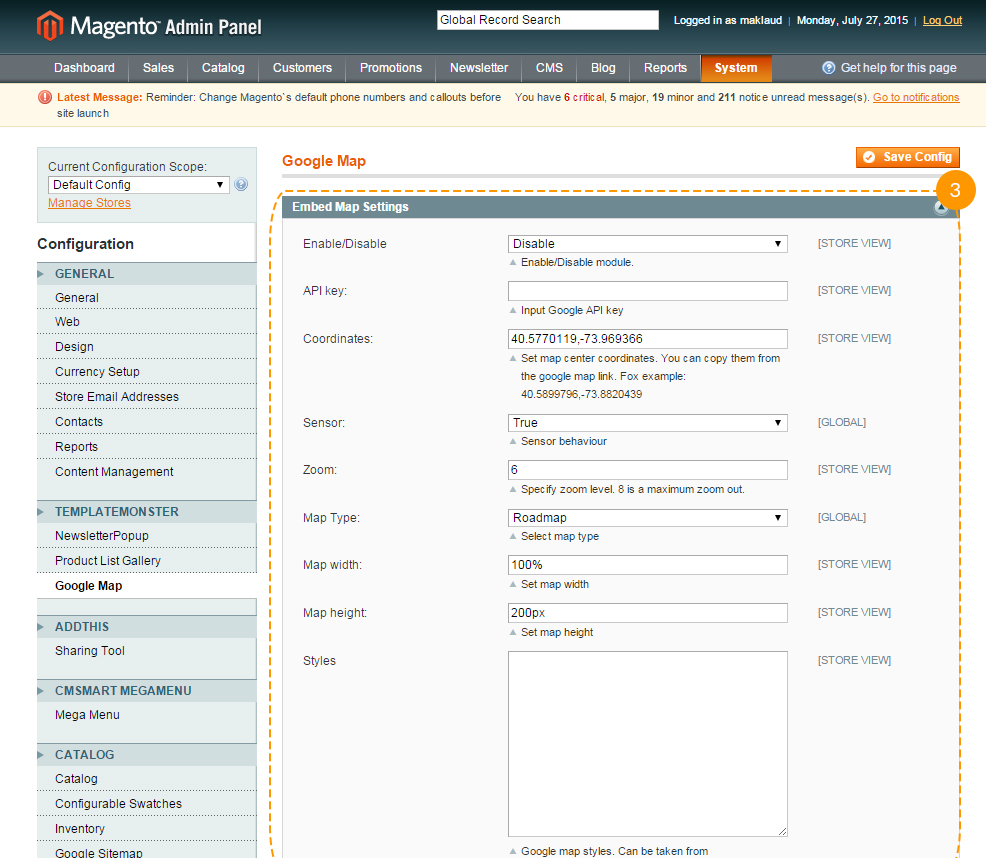 Magento Admin Panel
Global Record Search
Logged in as maklaud | Monday, July 27, 2015 | Log Out
Dashboard Sales Catalog Customers Promotions Newsletter CMS Blog Reports System Get help for this page
Latest Message: Reminder: Change Magento`s default phone numbers and callouts before
site launch
You have 6 critical, 5 major, 19 minor and 211 notice unread message(s). Go to notifications
Current Configuration Scope:
Default Config
Manage Stores
Configuration
GENERAL
General
Web
Design
Currency Setup
Store Email Addresses
Contacts
Reports
Content Management
TEMPLATEMONSTER
NewsletterPopup
Product List Gallery
Google Map
ADDTHIS
Sharing Tool
CMSMART MEGAMENU
Mega Menu
CATALOG
Catalog
Configurable Swatches
Inventory
Google Sitemap
Google Map
Save Config
3
Embed Map Settings
Enable/Disable Disable [STORE VIEW]
Enable/Disable module.
API key: [STORE VIEW]
Input Google API key
Coordinates: 40.5770119,-73.969366 [STORE VIEW]
Set map center coordinates. You can copy them from
the google map link. Fox example:
40.5899796,-73.8820439
Sensor: True [GLOBAL]
Sensor behaviour
Zoom: 6 [STORE VIEW]
Specify zoom level. 8 is a maximum zoom out.
Map Type: Roadmap [GLOBAL]
Select map type
Map width: 100% [STORE VIEW]
Set map width
Map height: 200px [STORE VIEW]
Set map height
Styles [STORE VIEW]
Google map styles. Can be taken from